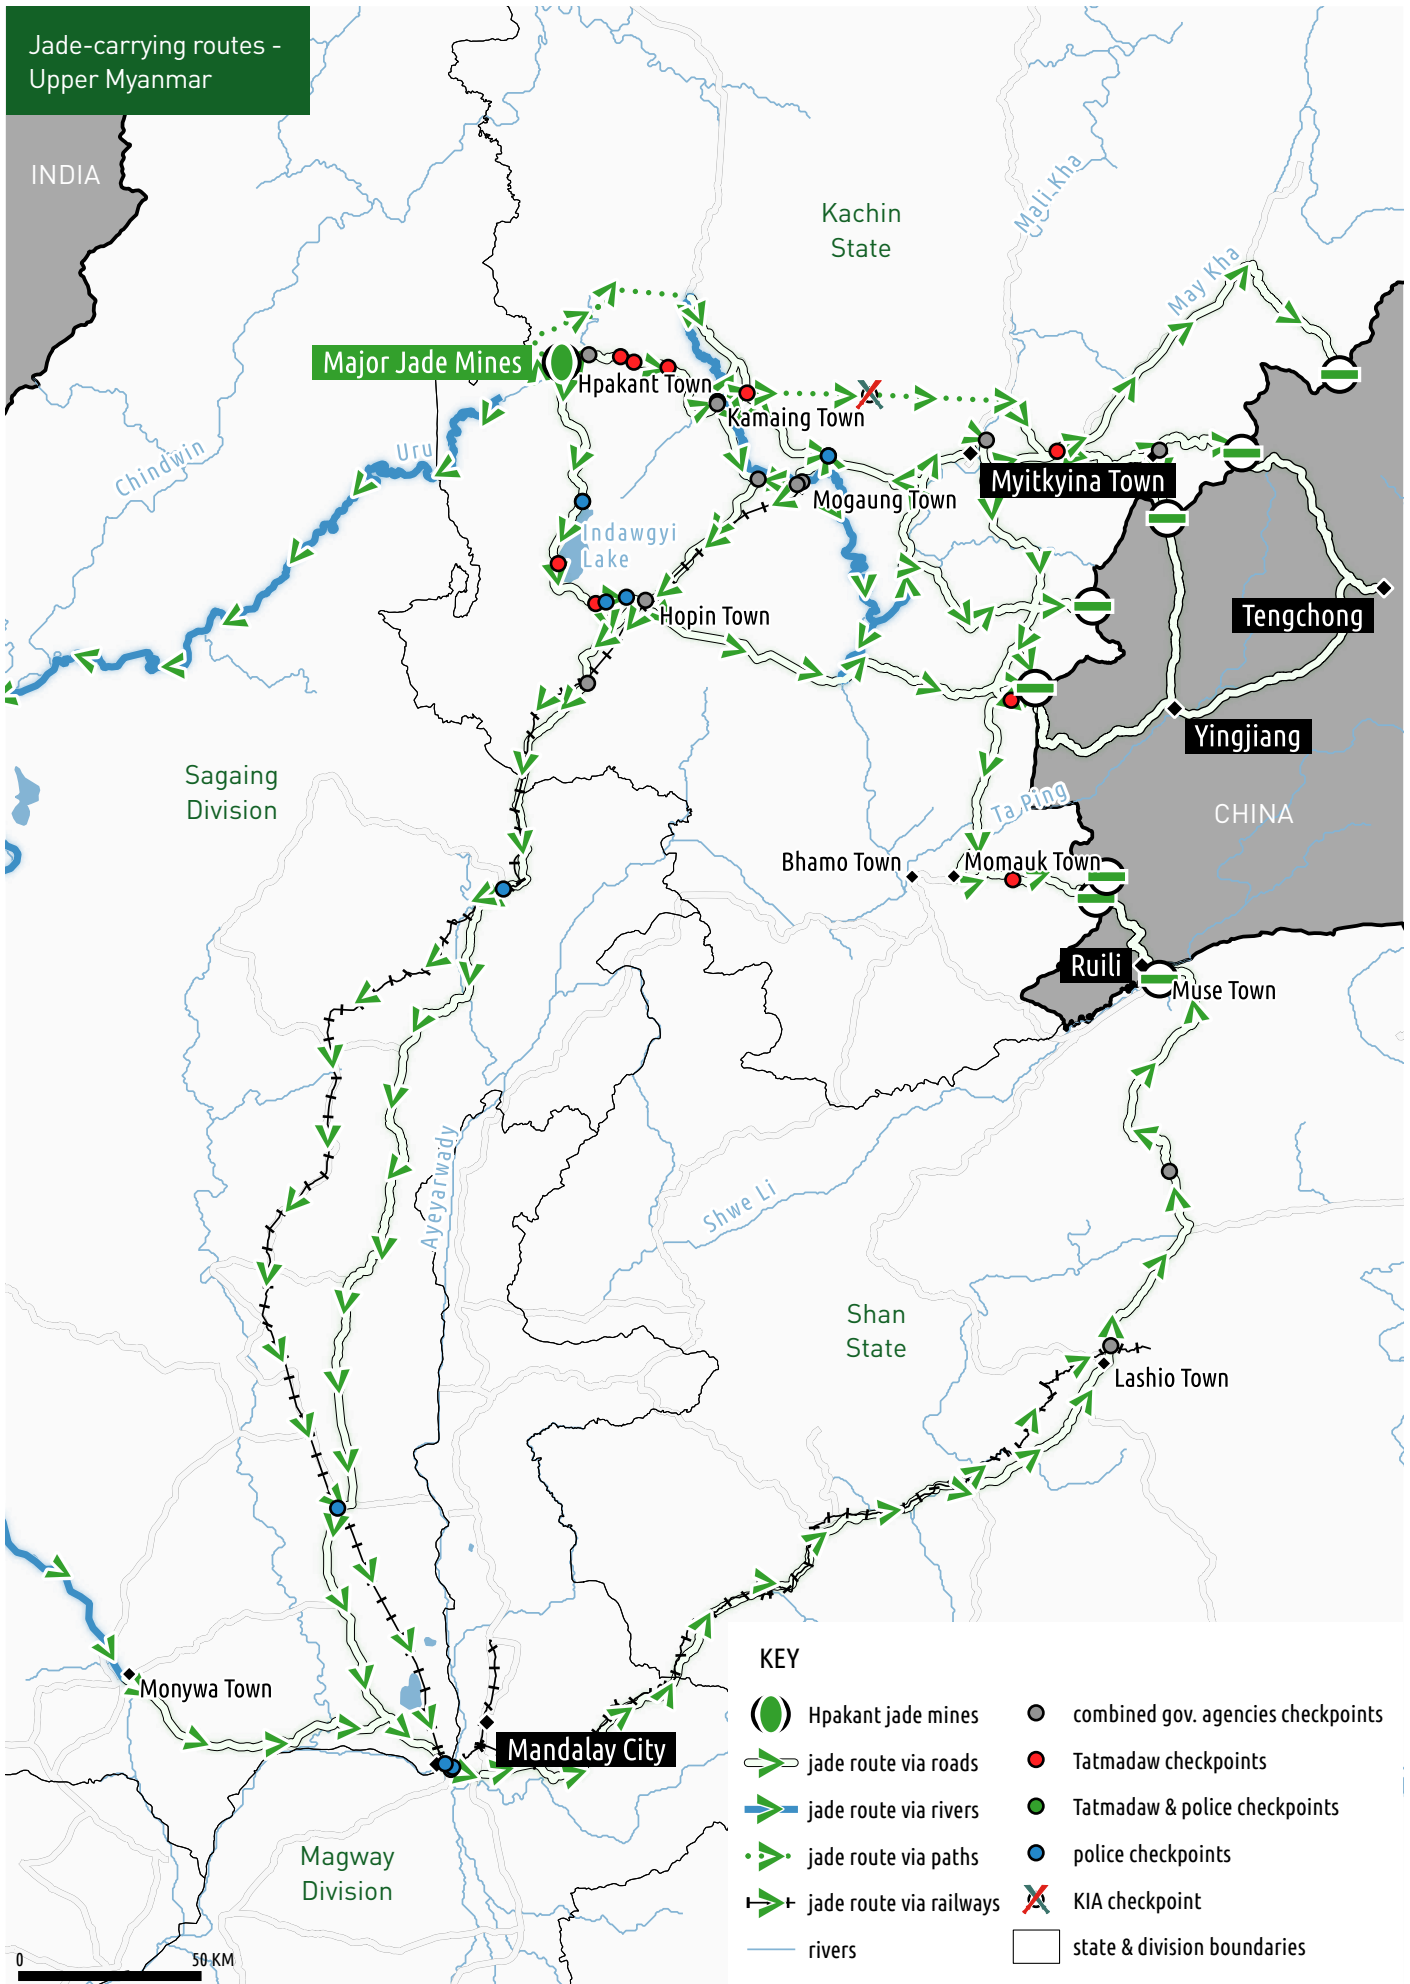 Jade-carrying routes -
Upper Myanmar
INDIA
Kachin
State
Mali Kha
May Kha
Major Jade Mines
Hpakant Town
Kamaing Town
Chindwin
Uru
Myitkyina Town
Mogaung Town
Indawgyi
Lake
Hopin Town
Tengchong
Yingjiang
Sagaing
Division
Ta Ping
CHINA
Bhamo Town
Momauk Town
Ruili
Muse Town
Ayeyarwady
Shwe Li
Shan
State
Lashio Town
Monywa Town
Mandalay City
Magway
Division
0 50 KM
KEY
Hpakant jade mines
jade route via roads
jade route via rivers
jade route via paths
jade route via railways
rivers
combined gov. agencies checkpoints
Tatmadaw checkpoints
Tatmadaw & police checkpoints
police checkpoints
KIA checkpoint
state & division boundaries